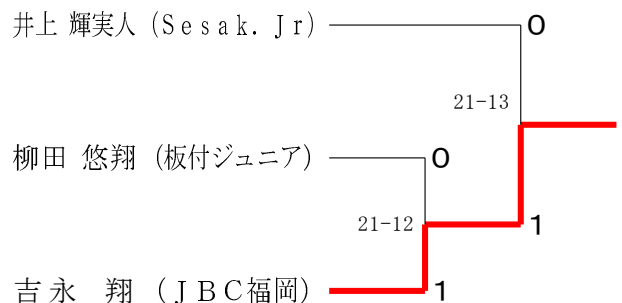 井上 輝実人 (Sesak. Jr)
0
21-13
柳田 悠翔 (板付ジュニア)
0
21-12
1
吉永 翔 (JBC福岡)
1